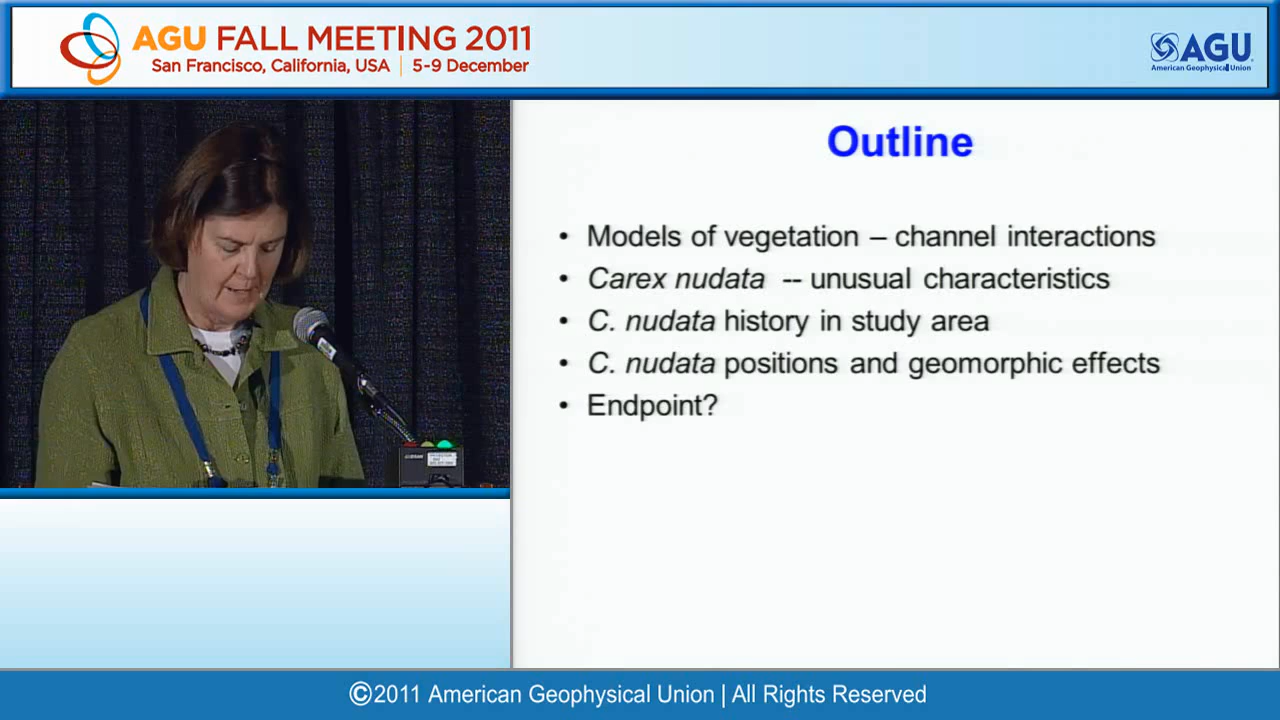 AGU FALL MEETING 2011
San Francisco, California, USA | 5-9 December
AGU
American Geophysical Union
Outline
• Models of vegetation – channel interactions
• Carex nudata -- unusual characteristics
• C. nudata history in study area
• C. nudata positions and geomorphic effects
• Endpoint?
©2011 American Geophysical Union | All Rights Reserved